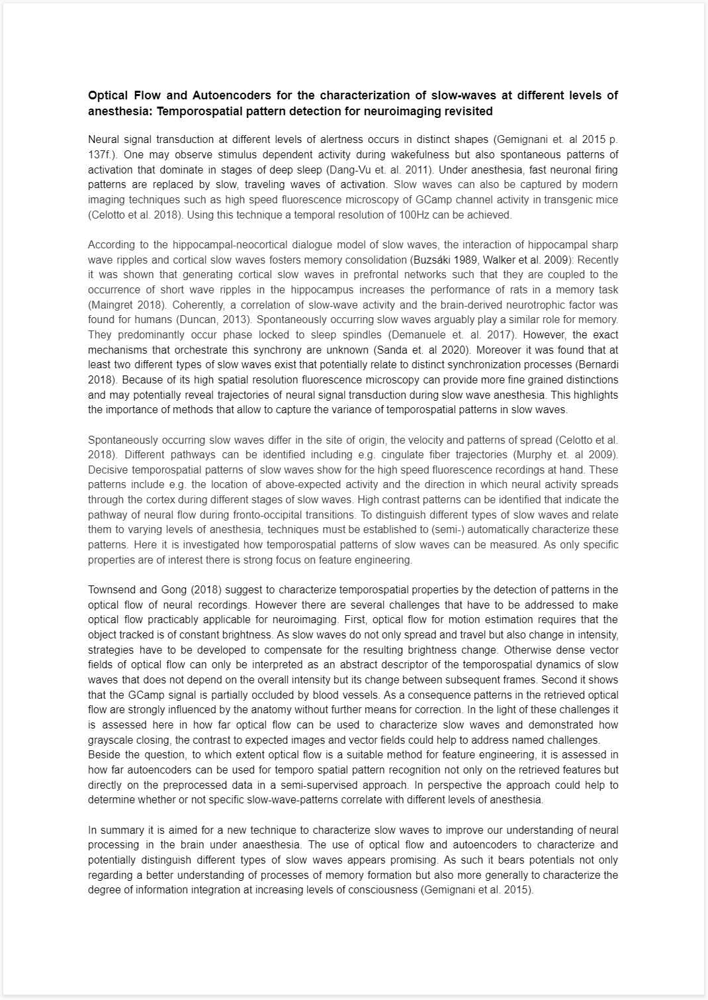 Optical Flow and Autoencoders for the characterization of slow-waves at different levels of
anesthesia: Temporospatial pattern detection for neuroimaging revisited
Neural signal transduction at different levels of alertness occurs in distinct shapes (Gemignani et. al 2015 p.
137f.). One may observe stimulus dependent activity during wakefulness but also spontaneous patterns of
activation that dominate in stages of deep sleep (Dang-Vu et. al. 2011). Under anesthesia, fast neuronal firing
patterns are replaced by slow, traveling waves of activation. Slow waves can also be captured by modern
imaging techniques such as high speed fluorescence microscopy of GCamp channel activity in transgenic mice
(Celotto et al. 2018). Using this technique a temporal resolution of 100Hz can be achieved.
According to the hippocampal-neocortical dialogue model of slow waves, the interaction of hippocampal sharp
wave ripples and cortical slow waves fosters memory consolidation (Buzsáki 1989, Walker et al. 2009): Recently
it was shown that generating cortical slow waves in prefrontal networks such that they are coupled to the
occurrence of short wave ripples in the hippocampus increases the performance of rats in a memory task
(Maingret 2018). Coherently, a correlation of slow-wave activity and the brain-derived neurotrophic factor was
found for humans (Duncan, 2013). Spontaneously occurring slow waves arguably play a similar role for memory.
They predominantly occur phase locked to sleep spindles (Demanuele et. al. 2017). However, the exact
mechanisms that orchestrate this synchrony are unknown (Sanda et. al 2020). Moreover it was found that at
least two different types of slow waves exist that potentially relate to distinct synchronization processes (Bernardi
2018). Because of its high spatial resolution fluorescence microscopy can provide more fine grained distinctions
and may potentially reveal trajectories of neural signal transduction during slow wave anesthesia. This highlights
the importance of methods that allow to capture the variance of temporospatial patterns in slow waves.
Spontaneously occurring slow waves differ in the site of origin, the velocity and patterns of spread (Celotto et al.
2018). Different pathways can be identified including e.g. cingulate fiber trajectories (Murphy et. al 2009).
Decisive temporospatial patterns of slow waves show for the high speed fluorescence recordings at hand. These
patterns include e.g. the location of above-expected activity and the direction in which neural activity spreads
through the cortex during different stages of slow waves. High contrast patterns can be identified that indicate the
pathway of neural flow during fronto-occipital transitions. To distinguish different types of slow waves and relate
them to varying levels of anesthesia, techniques must be established to (semi-) automatically characterize these
patterns. Here it is investigated how temporospatial patterns of slow waves can be measured. As only specific
properties are of interest there is strong focus on feature engineering.
Townsend and Gong (2018) suggest to characterize temporospatial properties by the detection of patterns in the
optical flow of neural recordings. However there are several challenges that have to be addressed to make
optical flow practicably applicable for neuroimaging. First, optical flow for motion estimation requires that the
object tracked is of constant brightness. As slow waves do not only spread and travel but also change in intensity,
strategies have to be developed to compensate for the resulting brightness change. Otherwise dense vector
fields of optical flow can only be interpreted as an abstract descriptor of the temporospatial dynamics of slow
waves that does not depend on the overall intensity but its change between subsequent frames. Second it shows
that the GCamp signal is partially occluded by blood vessels. As a consequence patterns in the retrieved optical
flow are strongly influenced by the anatomy without further means for correction. In the light of these challenges it
is assessed here in how far optical flow can be used to characterize slow waves and demonstrated how
grayscale closing, the contrast to expected images and vector fields could help to address named challenges.
Beside the question, to which extent optical flow is a suitable method for feature engineering, it is assessed in
how far autoencoders can be used for temporo spatial pattern recognition not only on the retrieved features but
directly on the preprocessed data in a semi-supervised approach. In perspective the approach could help to
determine whether or not specific slow-wave-patterns correlate with different levels of anesthesia.
In summary it is aimed for a new technique to characterize slow waves to improve our understanding of neural
processing in the brain under anaesthesia. The use of optical flow and autoencoders to characterize and
potentially distinguish different types of slow waves appears promising. As such it bears potentials not only
regarding a better understanding of processes of memory formation but also more generally to characterize the
degree of information integration at increasing levels of consciousness (Gemignani et al. 2015).